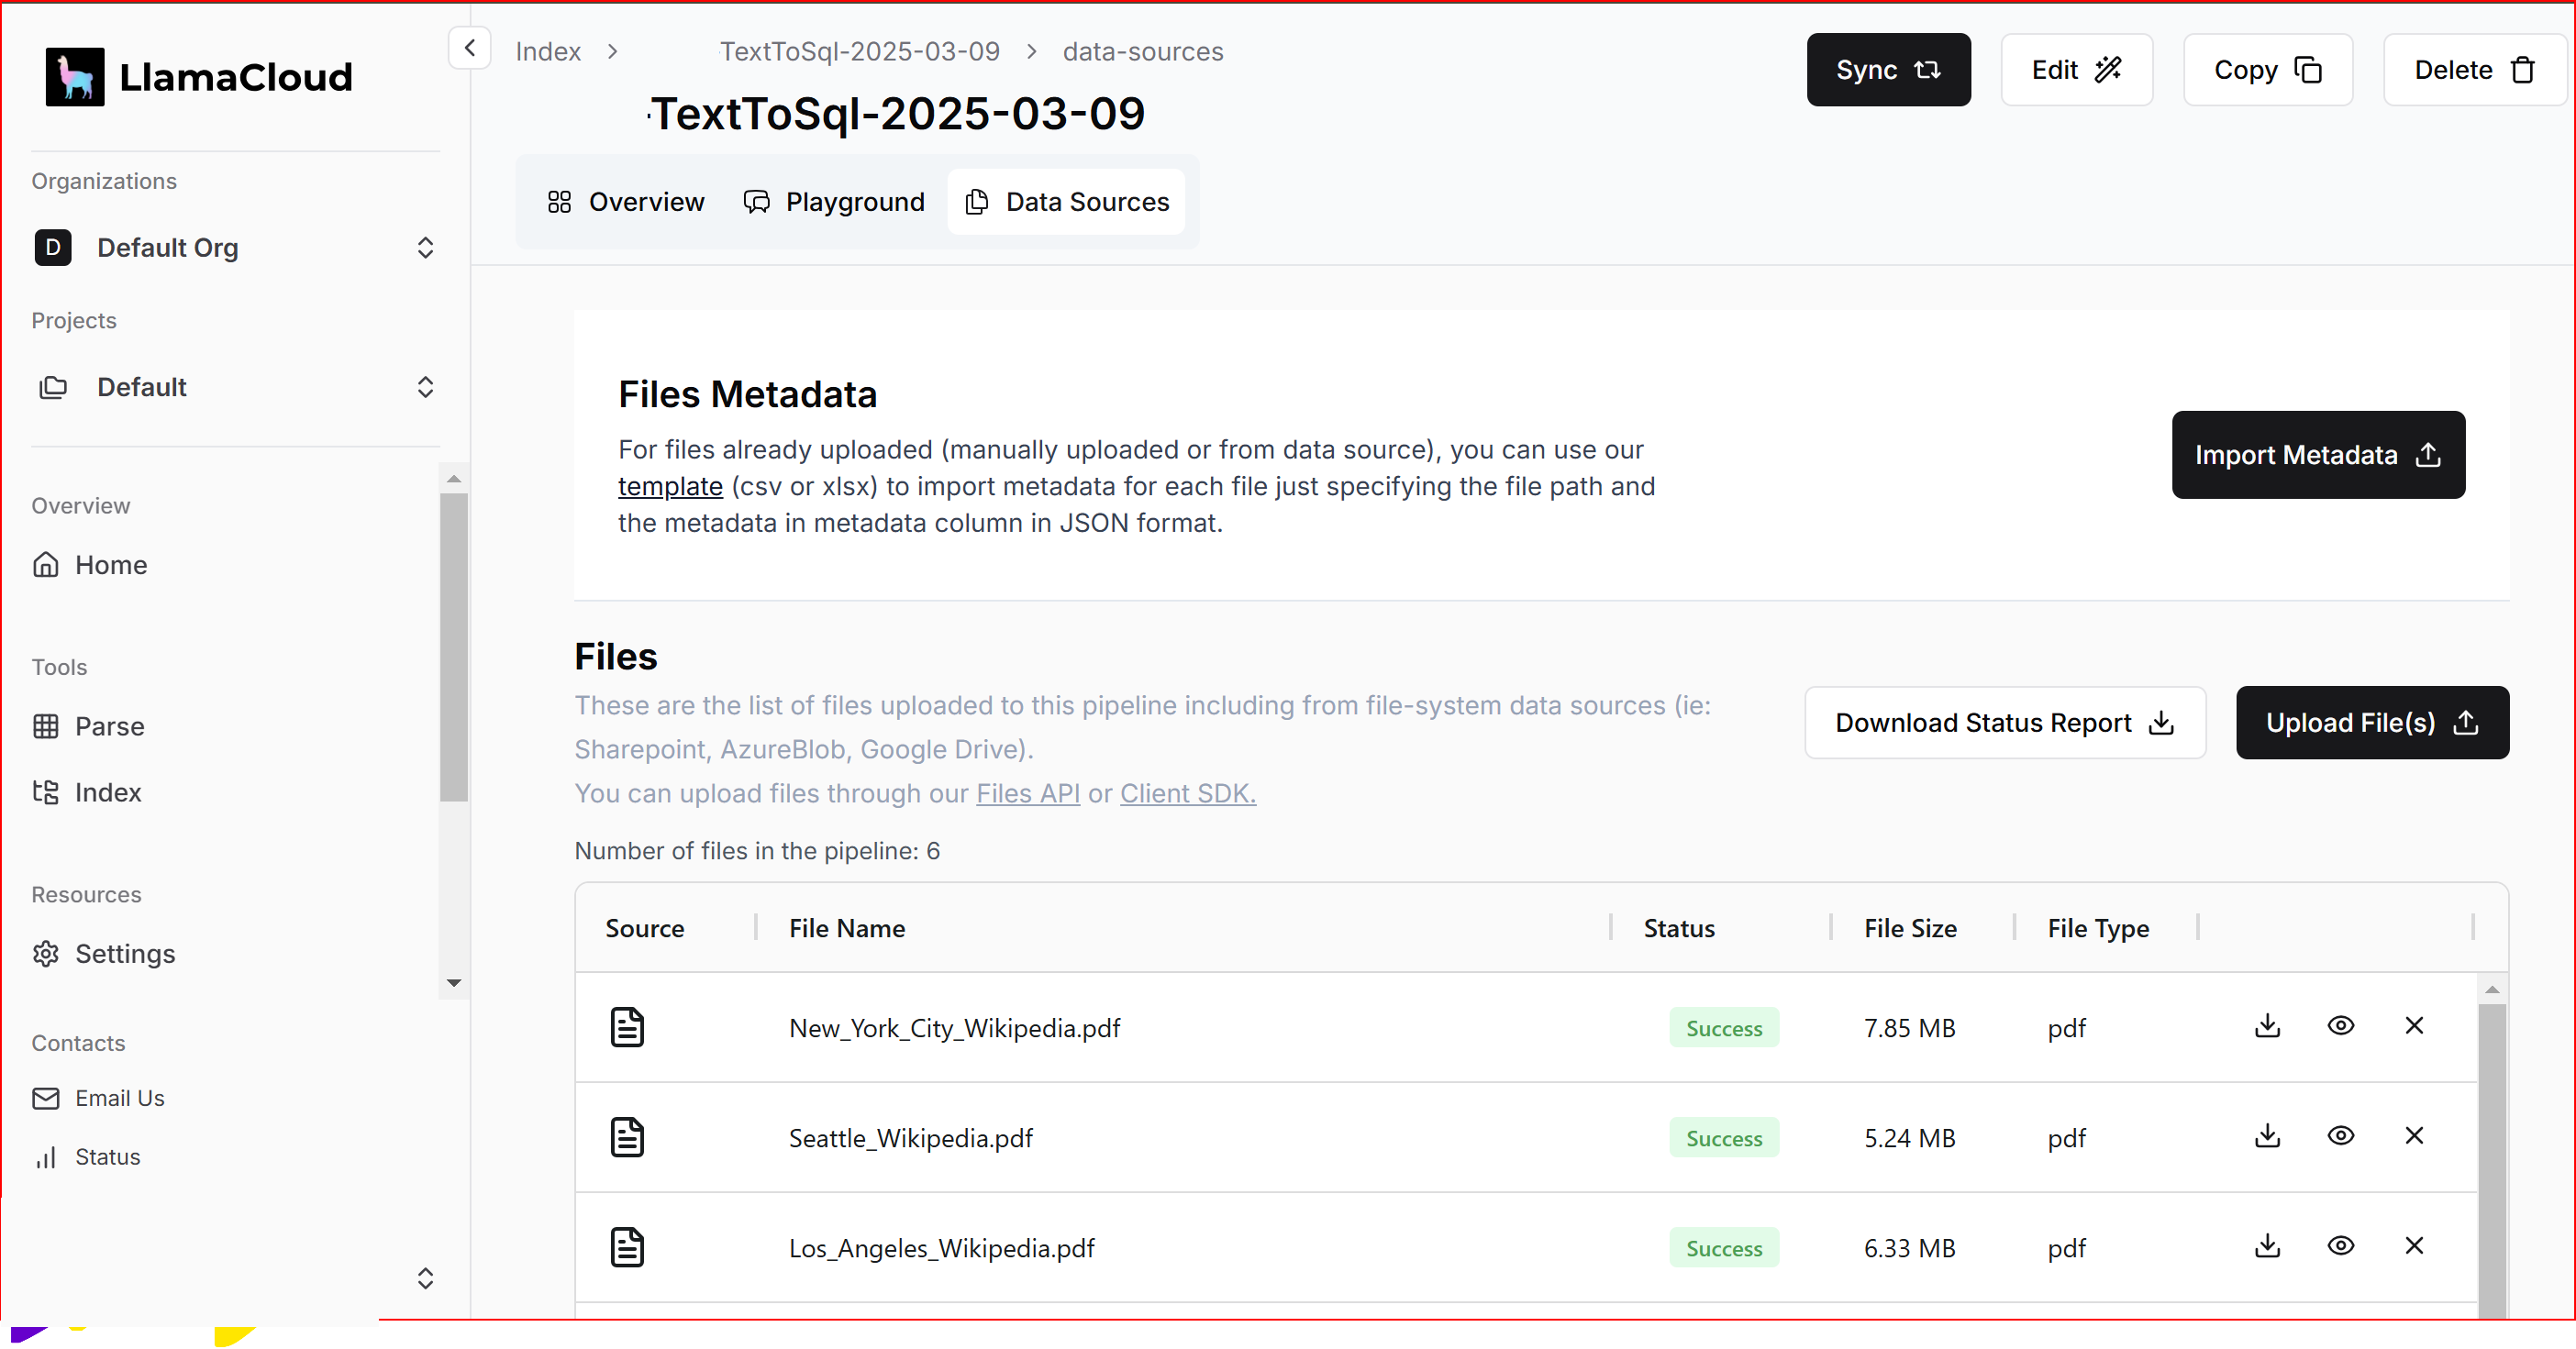 LlamaCloud
Organizations
D Default Org
Projects
Default
Overview
Home
Tools
Parse
Index
Resources
Settings
Contacts
Email Us
Status
Index > -TextToSql-2025-03-09 > data-sources
-TextToSql-2025-03-09
Sync
Edit
Copy
Delete
Overview
Playground
Data Sources
Files Metadata
For files already uploaded (manually uploaded or from data source), you can use our
template (csv or xlsx) to import metadata for each file just specifying the file path and
the metadata in metadata column in JSON format.
Import Metadata
Files
These are the list of files uploaded to this pipeline including from file-system data sources (ie:
Sharepoint, AzureBlob, Google Drive).
You can upload files through our Files API or Client SDK.
Download Status Report
Upload File(s)
Number of files in the pipeline: 6
Source File Name Status File Size File Type
New_York_City_Wikipedia.pdf Success 7.85 MB pdf
Seattle_Wikipedia.pdf Success 5.24 MB pdf
Los_Angeles_Wikipedia.pdf Success 6.33 MB pdf